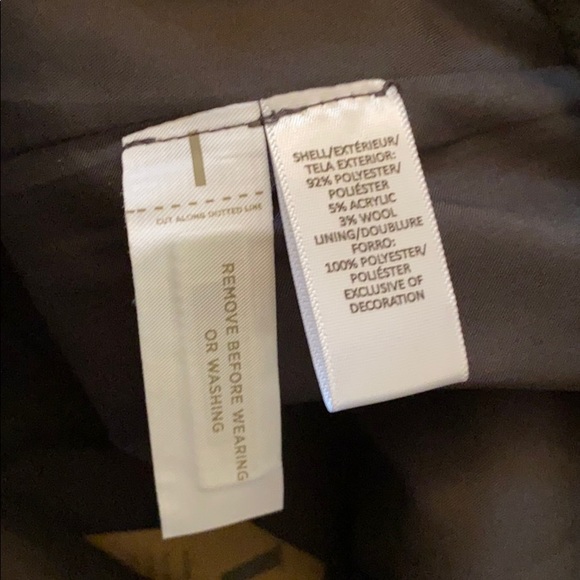 CUT ALONG DOTTED LINE
REMOVE BEFORE WEARING
OR WASHING
SHELL/EXTÉRIEUR/
TELA EXTERIOR:
92% POLYESTER/
POLIÉSTER
5% ACRYLIC
3% WOOL
LINING/DOUBLURE
FORRO:
100% POLYESTER/
POLIÉSTER
EXCLUSIVE OF
DECORATION